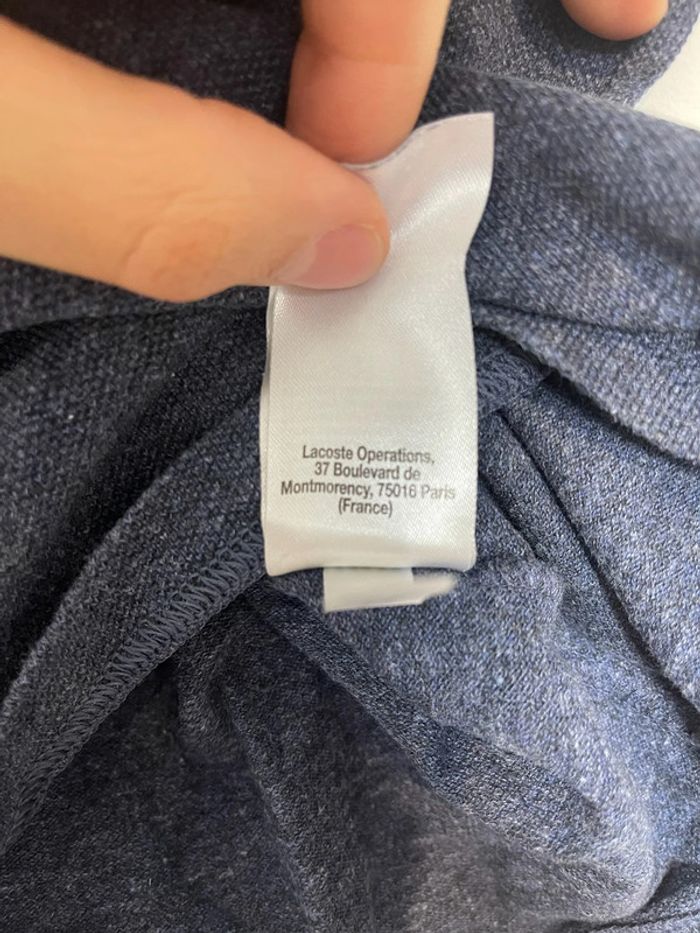 Lacoste Operations,
37 Boulevard de
Montmorency, 75016 Paris
(France)